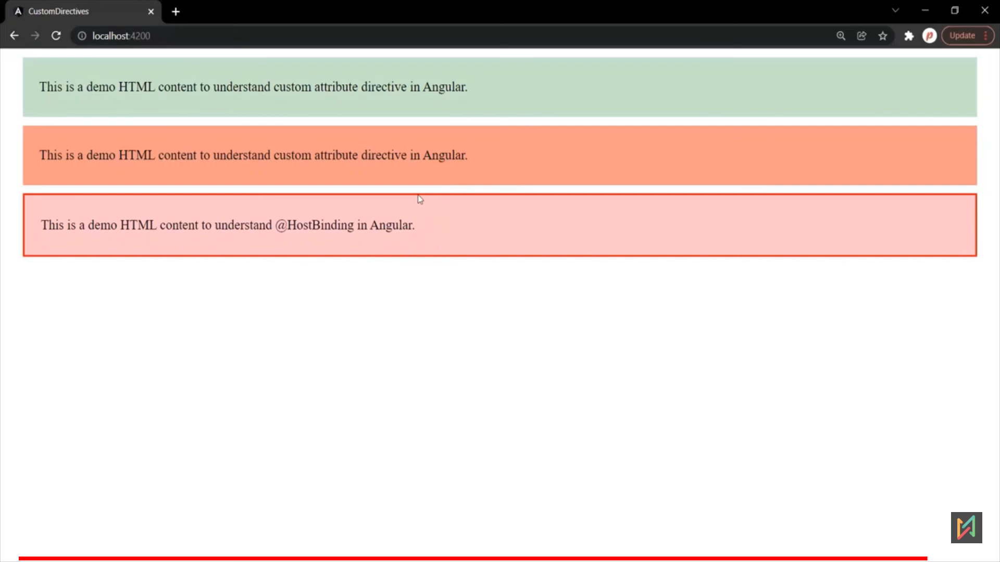 CustomDirectives
localhost:4200
Update
This is a demo HTML content to understand custom attribute directive in Angular.
This is a demo HTML content to understand custom attribute directive in Angular.
This is a demo HTML content to understand @HostBinding in Angular.